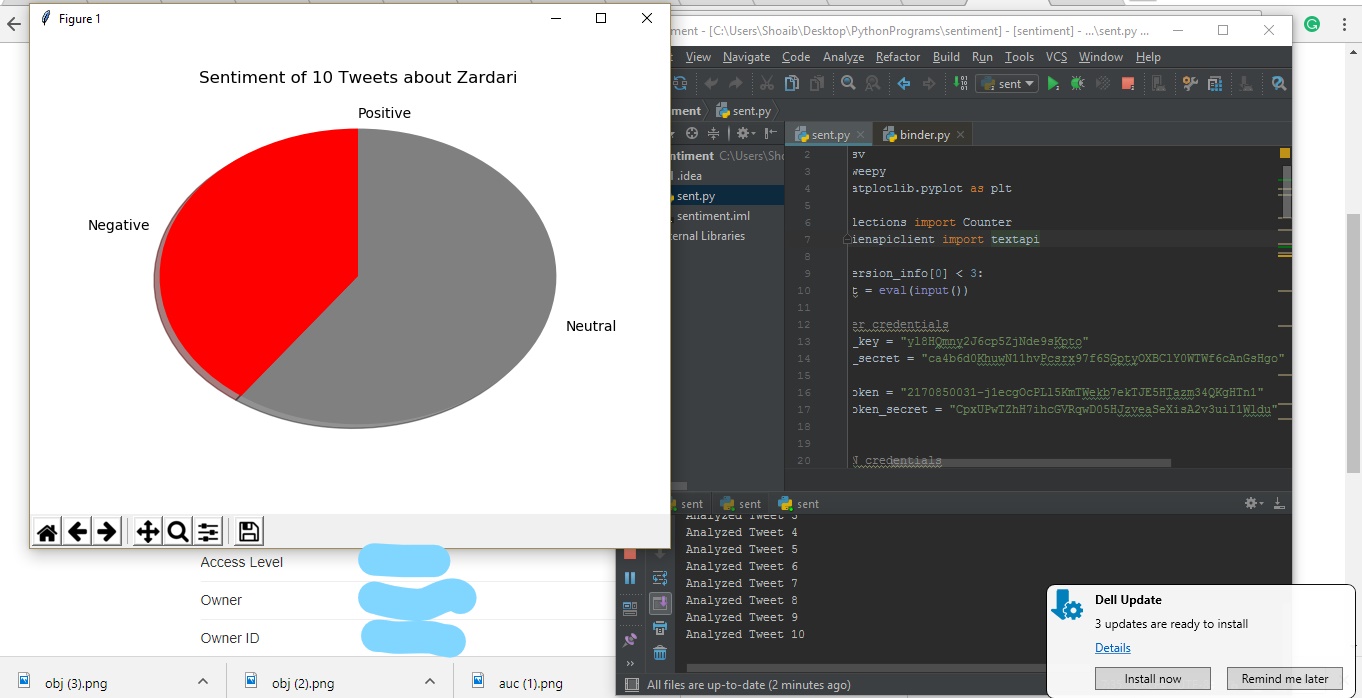 Figure 1
Sentiment of 10 Tweets about Zardari
Positive
Negative
Neutral
Access Level
Owner
Owner ID
obj (3).png
obj (2).png
auc (1).png
ment - [C:\Users\Shoaib\Desktop\PythonPrograms\sentiment] - [sentiment] - ...\sent.py ...
View Navigate Code Analyze Refactor Build Run Tools VCS Window Help
sent
ment sent.py
sent.py binder.py
ntiment C:\Users\Sh
.idea
sent.py
sentiment.iml
ternal Libraries
2 sv
3 weepy
4 atplotlib.pyplot as plt
5
6 lections import Counter
7 ienapiclient import textapi
8
9 ersion_info[0] < 3:
10 t = eval(input())
11
12 er credentials
13 _key = "yl8HQmny2J6cp5ZjNde9sKpto"
14 _secret = "ca4b6d0KhuwNl1hvPcsrx97f6SGptyOXBClY0WTWf6cAnGsHgo"
15
16 oken = "2170850031-j1ecgOcPLl5KmTWekb7ekTJE5HTazm34QKgHTn1"
17 oken_secret = "CpxUPwTZhH7ihcGVRqwD05HJzveaSeXisA2v3uiI1Wldu"
18
19
20 N credentials
sent sent sent
Analyzed Tweet 3
Analyzed Tweet 4
Analyzed Tweet 5
Analyzed Tweet 6
Analyzed Tweet 7
Analyzed Tweet 8
Analyzed Tweet 9
Analyzed Tweet 10
All files are up-to-date (2 minutes ago)
Dell Update
3 updates are ready to install
Details
Install now Remind me later